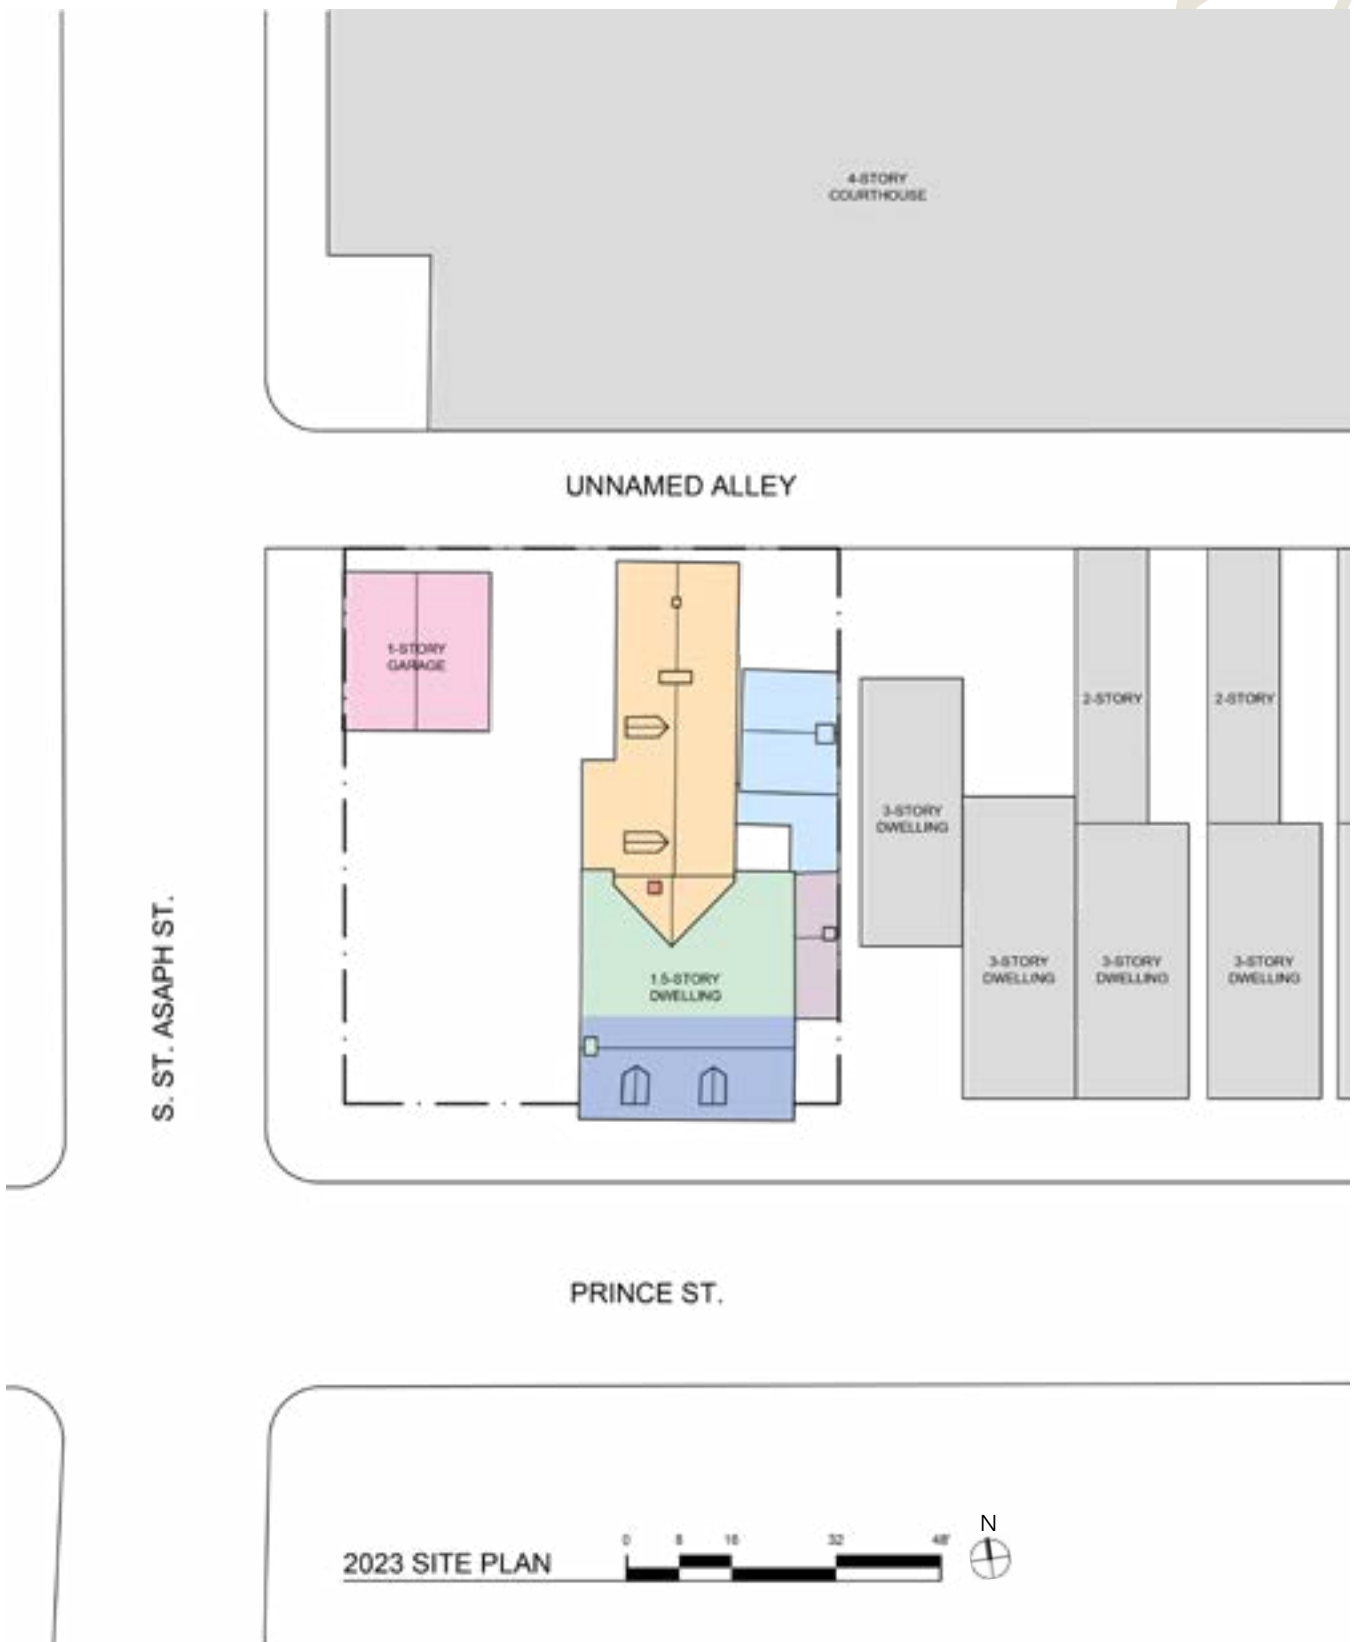 4-STORY
COURTHOUSE
UNNAMED ALLEY
1-STORY
GARAGE
2-STORY
2-STORY
3-STORY
DWELLING
3-STORY
DWELLING
3-STORY
DWELLING
3-STORY
DWELLING
1.5-STORY
DWELLING
S. ST. ASAPH ST.
PRINCE ST.
2023 SITE PLAN
0 8 16 32 48'
N